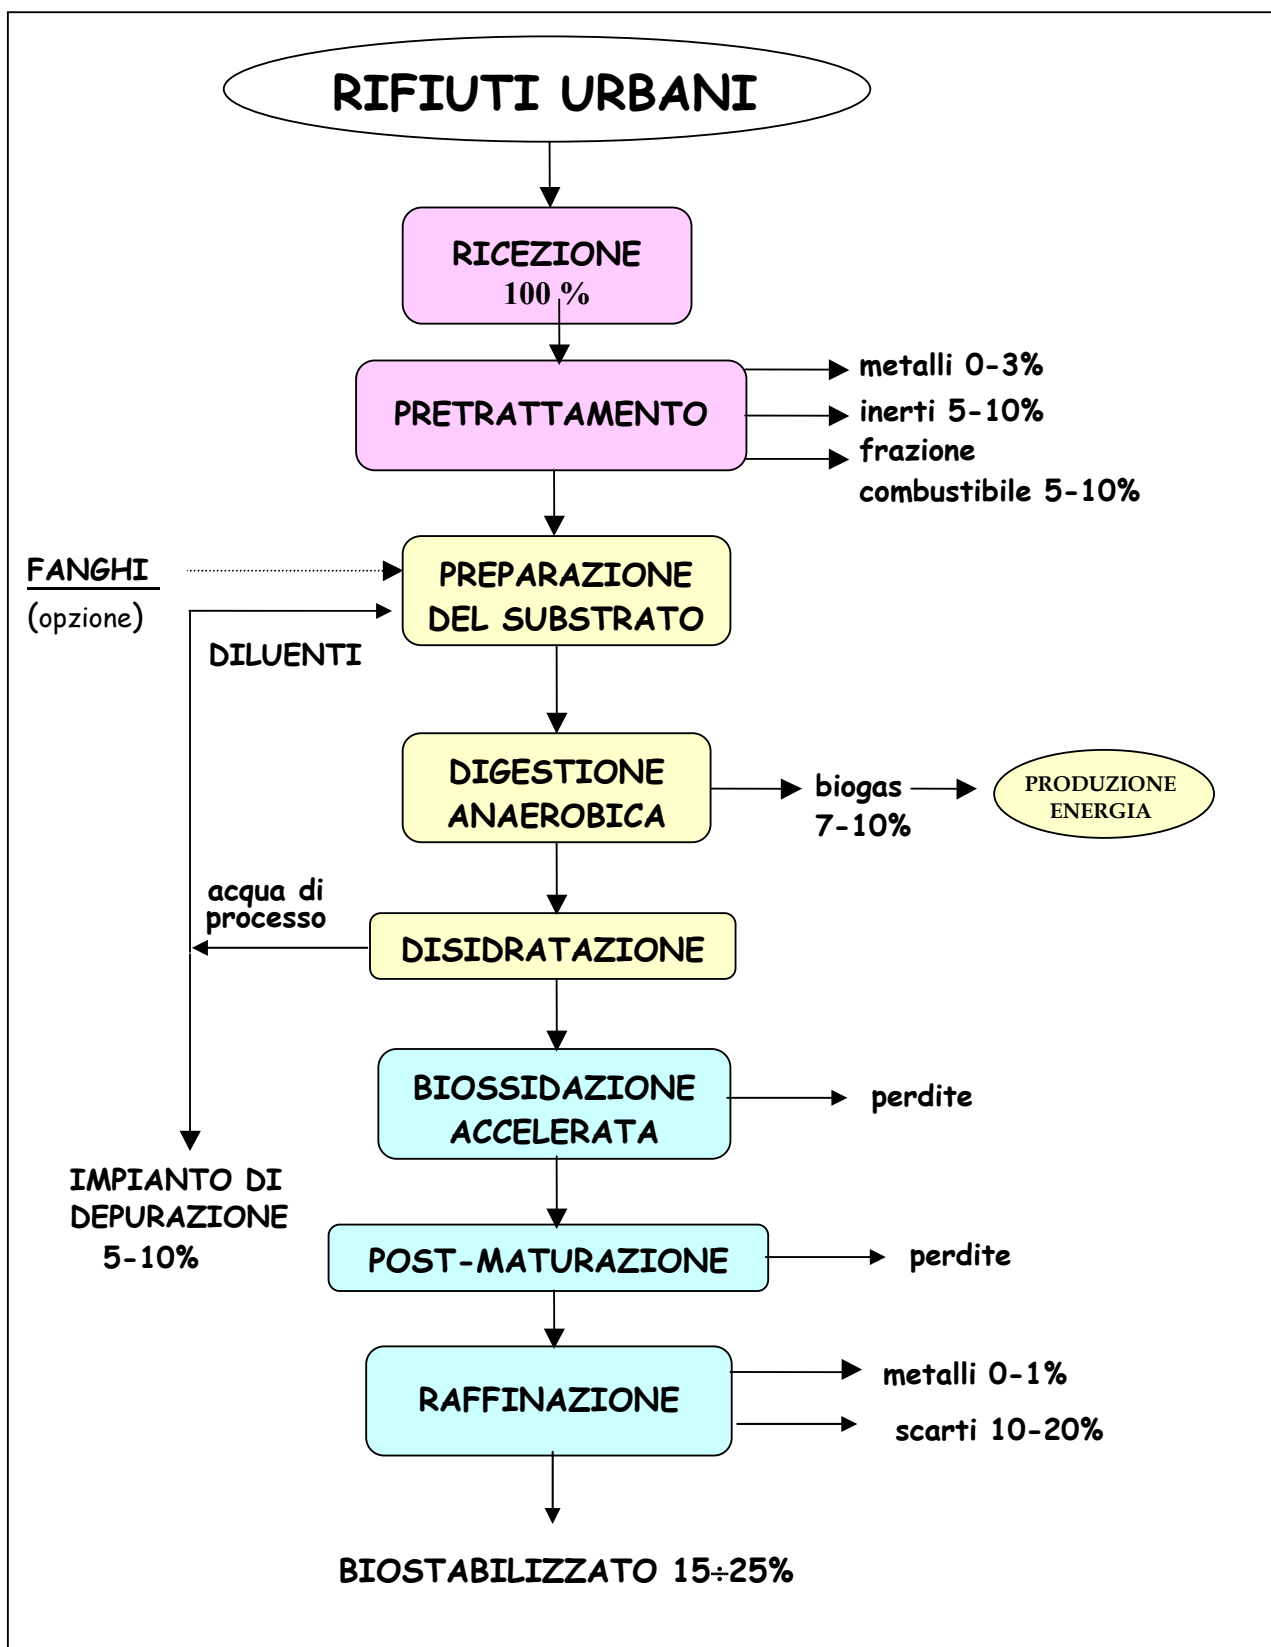 RIFIUTI URBANI
RICEZIONE
100 %
PRETRATTAMENTO
metalli 0-3%
inerti 5-10%
frazione
combustibile 5-10%
FANGHI
(opzione)
PREPARAZIONE
DEL SUBSTRATO
DILUENTI
DIGESTIONE
ANAEROBICA
biogas
7-10%
PRODUZIONE
ENERGIA
acqua di
processo
DISIDRATAZIONE
BIOSSIDAZIONE
ACCELERATA
perdite
IMPIANTO DI
DEPURAZIONE
5-10%
POST-MATURAZIONE
perdite
RAFFINAZIONE
metalli 0-1%
scarti 10-20%
BIOSTABILIZZATO 15÷25%